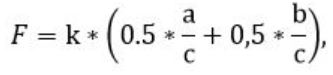 F = k * (0.5 * a/c + 0,5 * b/c),